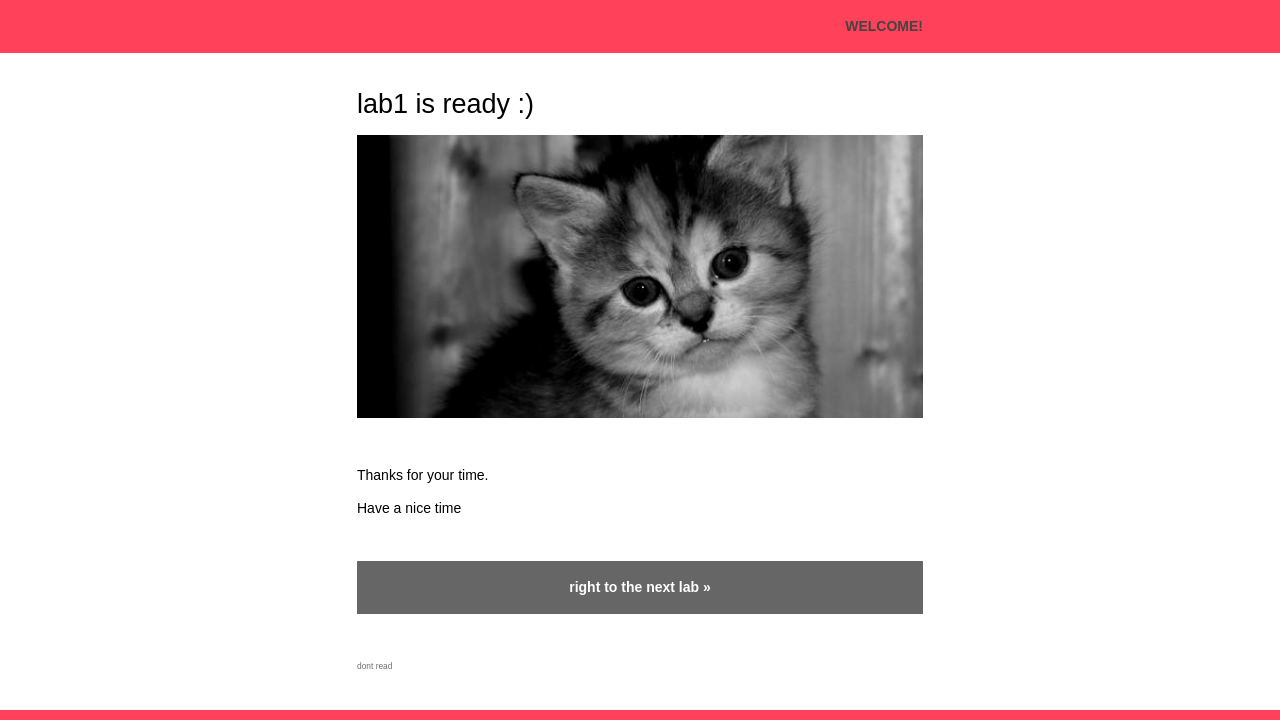 WELCOME!
lab1 is ready :)
Thanks for your time.
Have a nice time
right to the next lab »
dont read